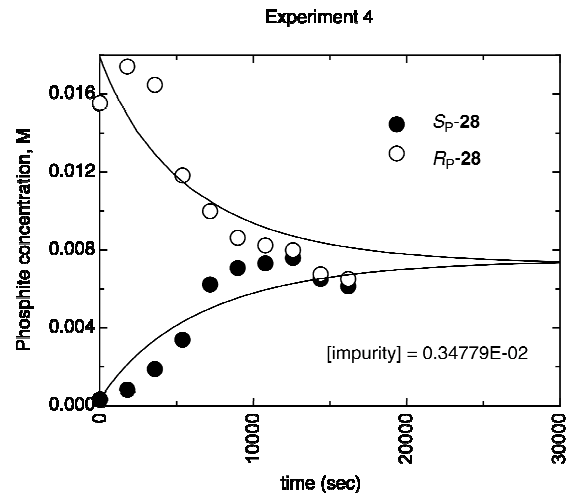 Experiment 4
Phosphite concentration, M
0.016
0.012
0.008
0.004
0.000
SP-28
RP-28
[impurity] = 0.34779E-02
0
10000
20000
30000
time (sec)